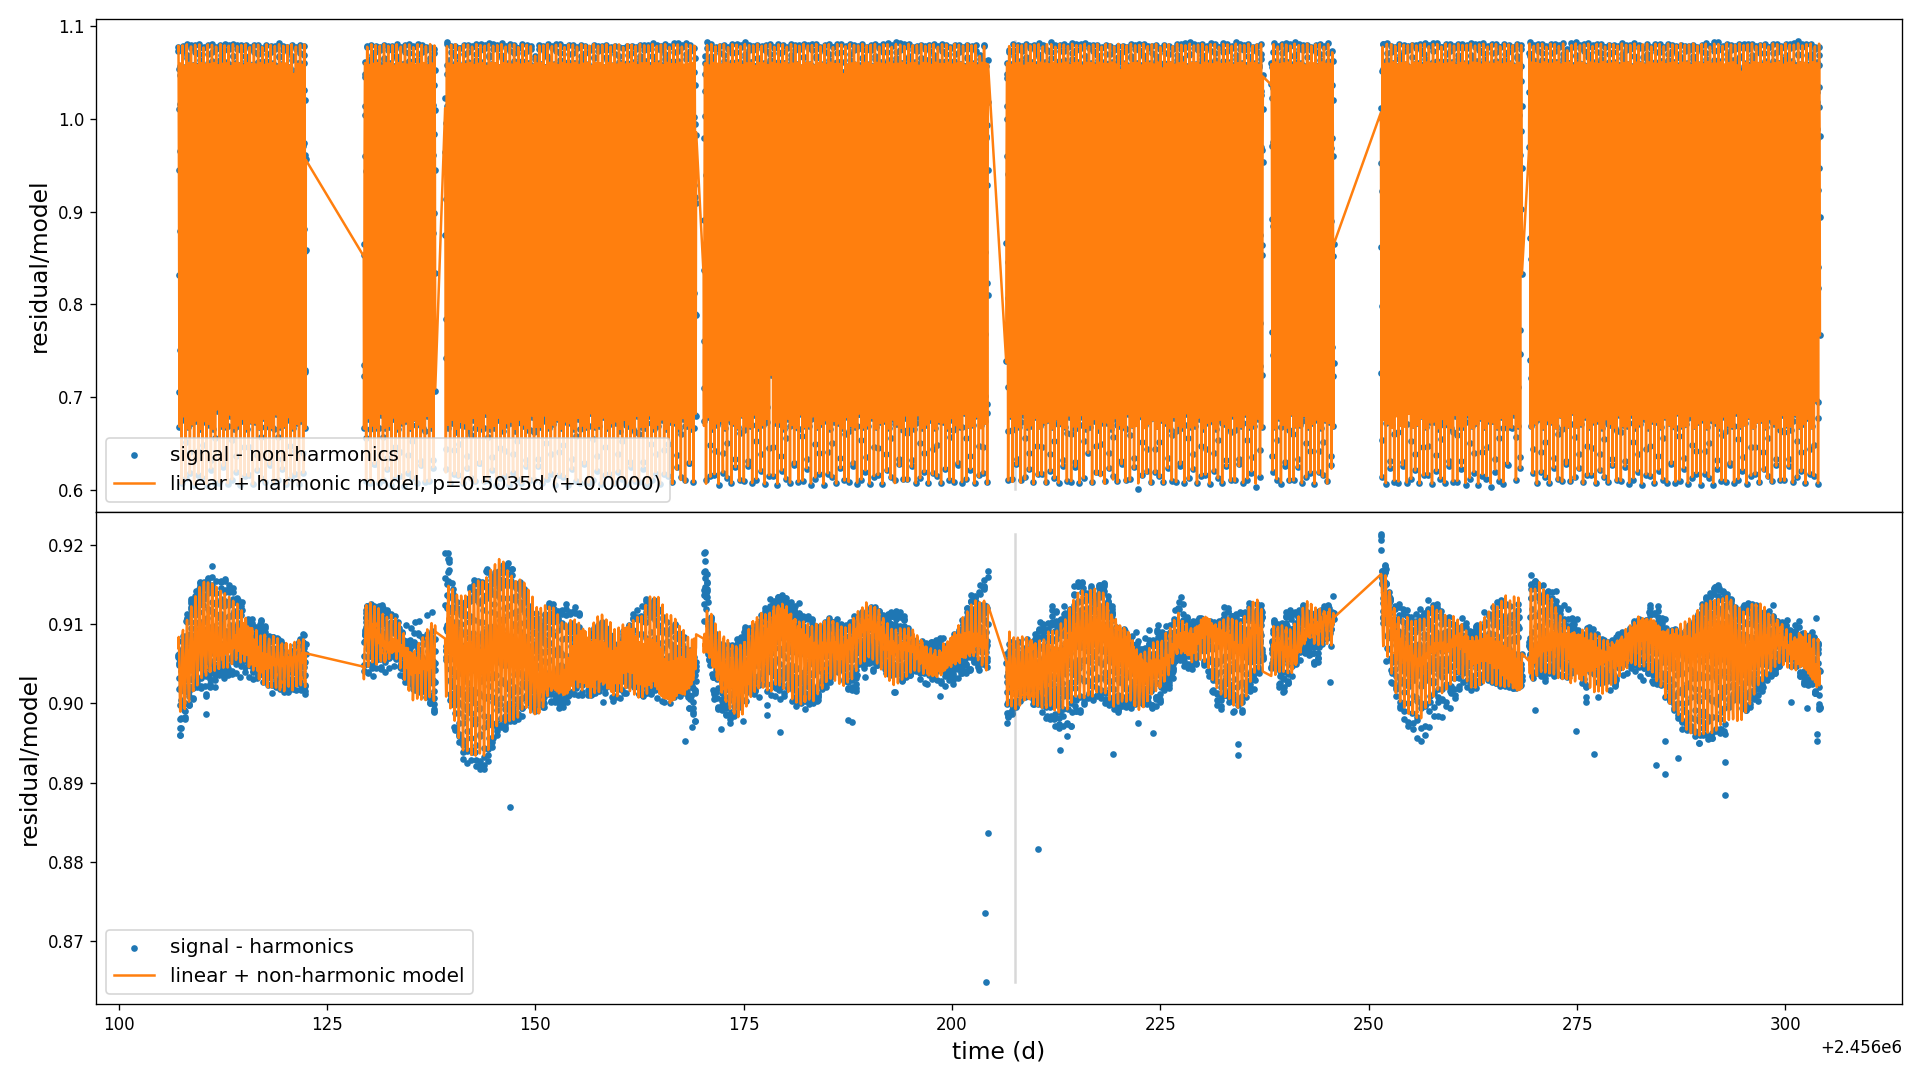 1.1
1.0
0.9
0.8
0.7
0.6
residual/model
signal - non-harmonics
linear + harmonic model, p=0.5035d (+-0.0000)
0.92
0.91
0.90
0.89
0.88
0.87
residual/model
signal - harmonics
linear + non-harmonic model
100 125 150 175 200 225 250 275 300
time (d)
+2.456e6